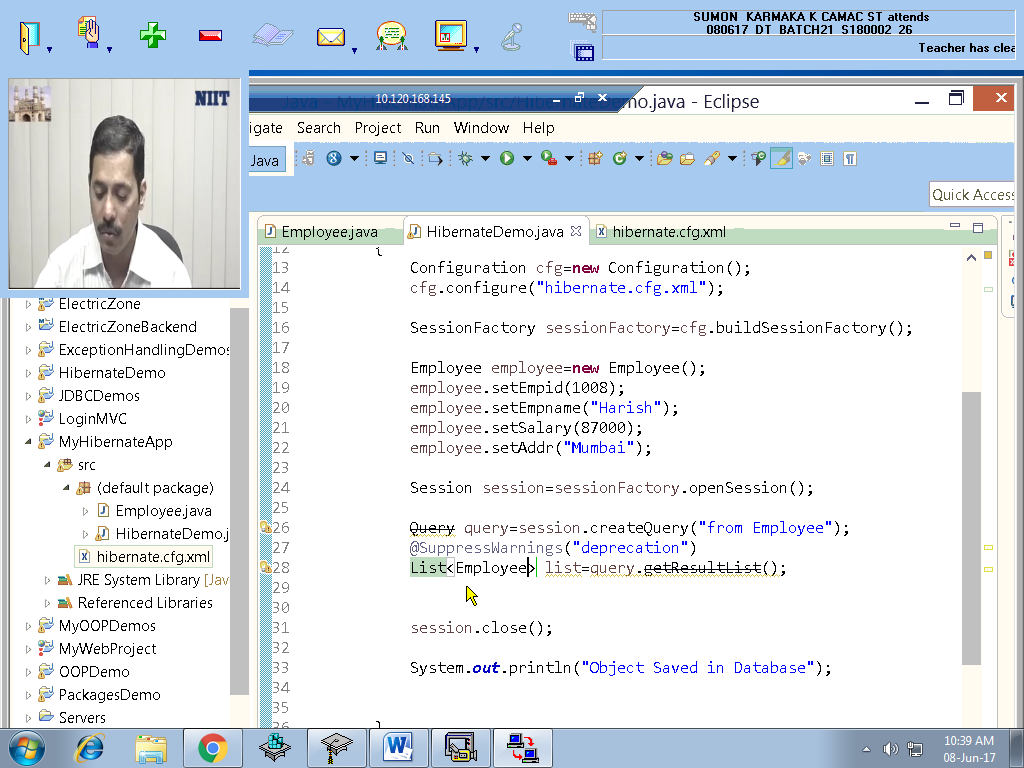 SUMON KARMAKA K CAMAC ST attends
080617_DT_BATCH21_S180002_26
Teacher has clea
NIIT
10.120.168.145
Java - MyHibernateApp/src/HibernateDemo.java - Eclipse
igate Search Project Run Window Help
Java
Quick Access
Employee.java
HibernateDemo.java
hibernate.cfg.xml
ElectricZone
ElectricZoneBackend
ExceptionHandlingDemos
HibernateDemo
JDBCDemos
LoginMVC
MyHibernateApp
src
(default package)
Employee.java
HibernateDemo.j
hibernate.cfg.xml
JRE System Library [Jav
Referenced Libraries
MyOOPDemos
MyWebProject
OOPDemo
PackagesDemo
Servers
12 {
13 Configuration cfg=new Configuration();
14 cfg.configure("hibernate.cfg.xml");
15
16 SessionFactory sessionFactory=cfg.buildSessionFactory();
17
18 Employee employee=new Employee();
19 employee.setEmpid(1008);
20 employee.setEmpname("Harish");
21 employee.setSalary(87000);
22 employee.setAddr("Mumbai");
23
24 Session session=sessionFactory.openSession();
25
26 Query query=session.createQuery("from Employee");
27 @SuppressWarnings("deprecation")
28 List<Employee> list=query.getResultList();
29
30
31 session.close();
32
33 System.out.println("Object Saved in Database");
34
35
36 }
10:39 AM
08-Jun-17